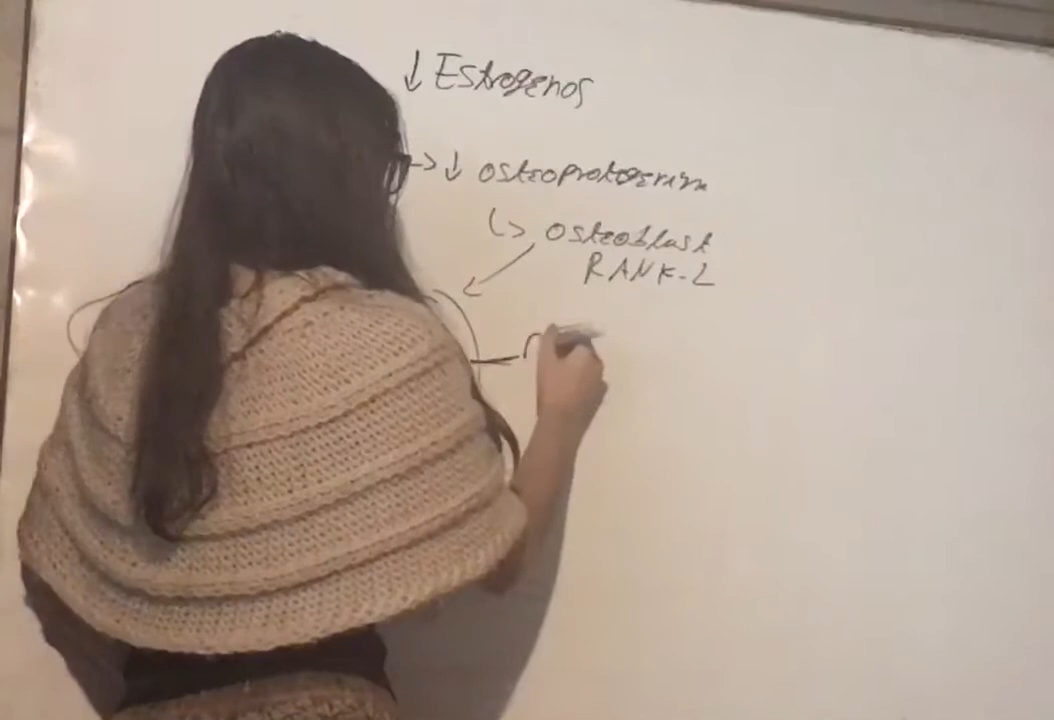 ↓ Estrogenos
→ ↓ osteoprotegerina
↳ osteoblast
RANK-L